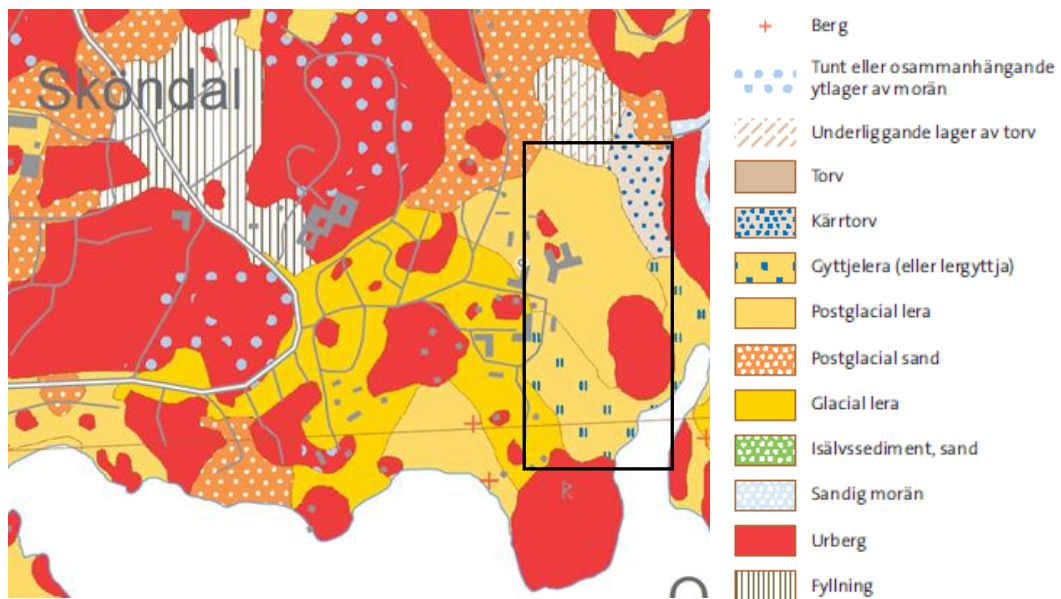 Sköndal
Berg
Tunt eller osammanhängande
ytlager av morän
Underliggande lager av torv
Torv
Kärrtorv
Gyttjelera (eller lergyttja)
Postglacial lera
Postglacial sand
Glacial lera
Isälvssediment, sand
Sandig morän
Urberg
Fyllning